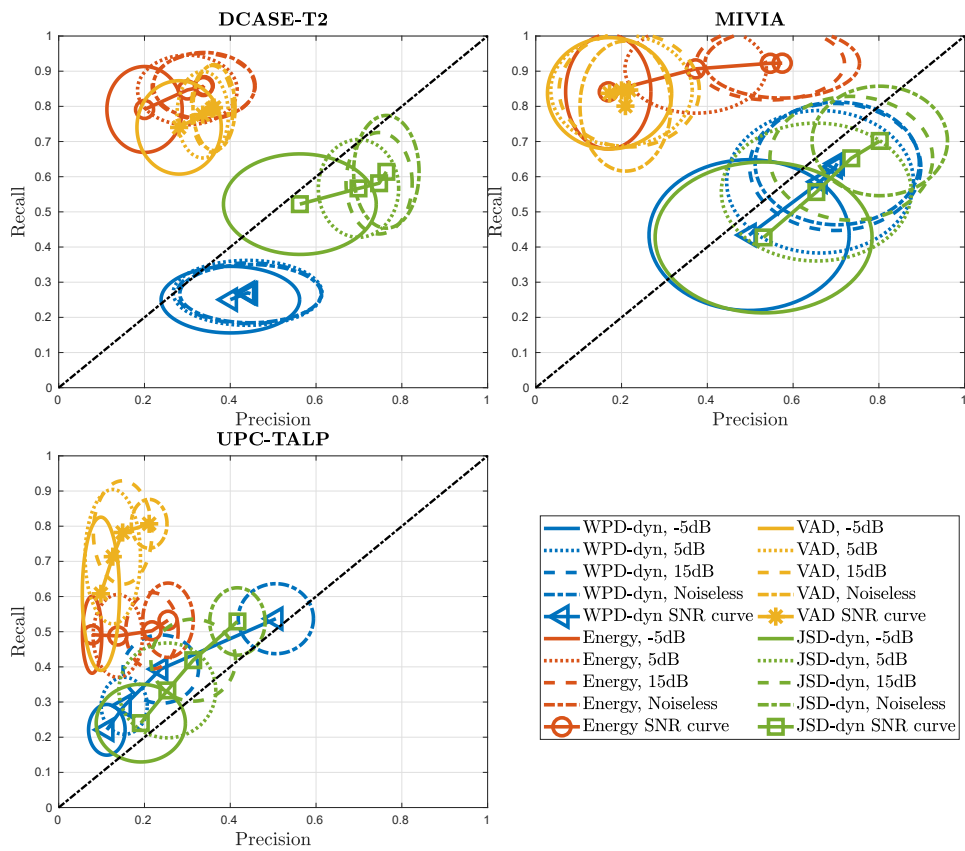 DCASE-T2
1
0.9
0.8
0.7
0.6
0.5
0.4
0.3
0.2
0.1
0
Recall
0 0.2 0.4 0.6 0.8 1
Precision
MIVIA
1
0.9
0.8
0.7
0.6
0.5
0.4
0.3
0.2
0.1
0
Recall
0 0.2 0.4 0.6 0.8 1
Precision
UPC-TALP
1
0.9
0.8
0.7
0.6
0.5
0.4
0.3
0.2
0.1
0
Recall
0 0.2 0.4 0.6 0.8 1
Precision
WPD-dyn, -5dB
WPD-dyn, 5dB
WPD-dyn, 15dB
WPD-dyn, Noiseless
WPD-dyn SNR curve
Energy, -5dB
Energy, 5dB
Energy, 15dB
Energy, Noiseless
Energy SNR curve
VAD, -5dB
VAD, 5dB
VAD, 15dB
VAD, Noiseless
VAD SNR curve
JSD-dyn, -5dB
JSD-dyn, 5dB
JSD-dyn, 15dB
JSD-dyn, Noiseless
JSD-dyn SNR curve